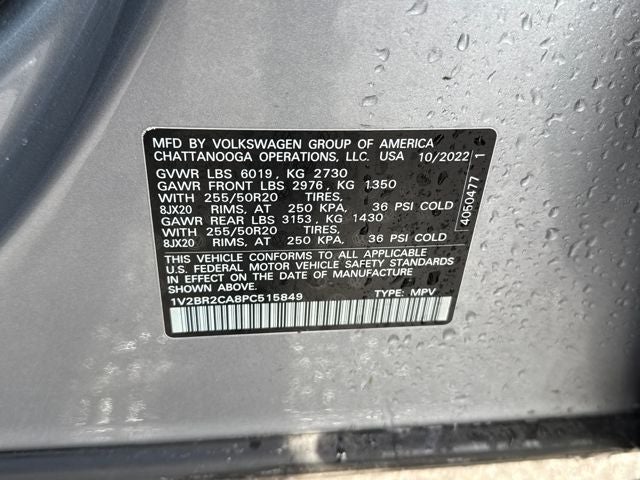 MFD BY VOLKSWAGEN GROUP OF AMERICA
CHATTANOOGA OPERATIONS, LLC. USA 10/2022
GVWR LBS 6019, KG 2730
GAWR FRONT LBS 2976, KG 1350
WITH 255/50R20 TIRES,
8JX20 RIMS, AT 250 KPA, 36 PSI COLD
GAWR REAR LBS 3153, KG 1430
WITH 255/50R20 TIRES,
8JX20 RIMS, AT 250 KPA, 36 PSI COLD
THIS VEHICLE CONFORMS TO ALL APPLICABLE
U.S. FEDERAL MOTOR VEHICLE SAFETY STANDARDS
IN EFFECT ON THE DATE OF MANUFACTURE
SHOWN ABOVE.
1V2BR2CA8PC515849 TYPE: MPV
4050477 1